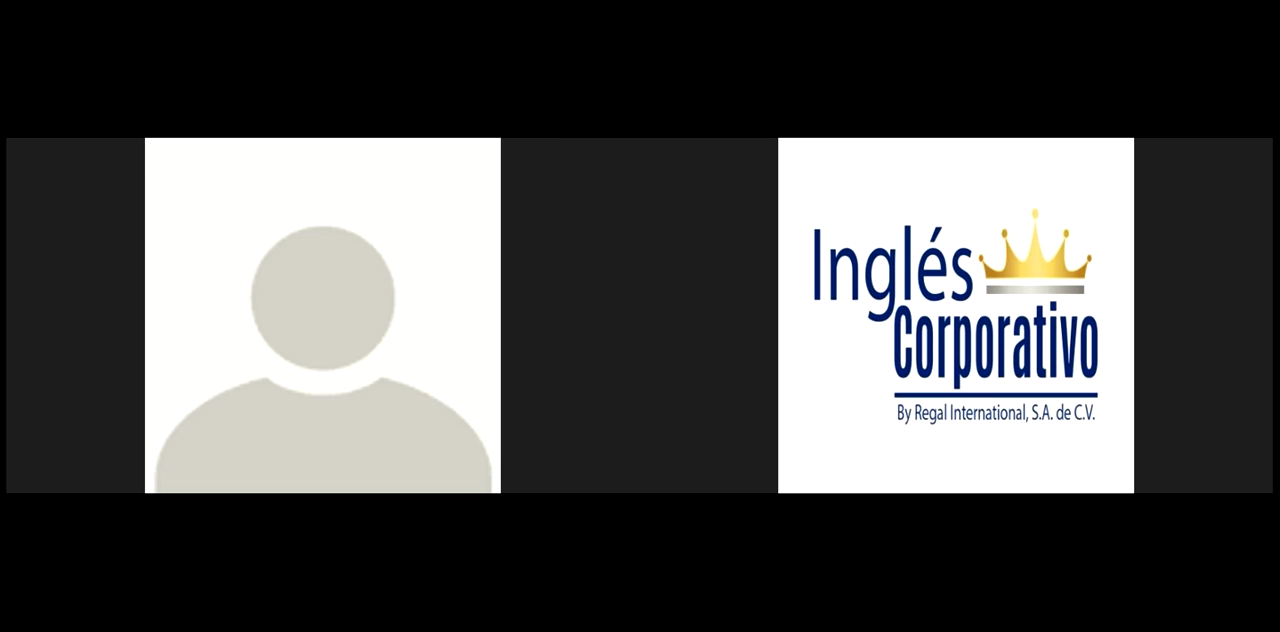 Inglés
Corporativo
By Regal International, S.A. de C.V.